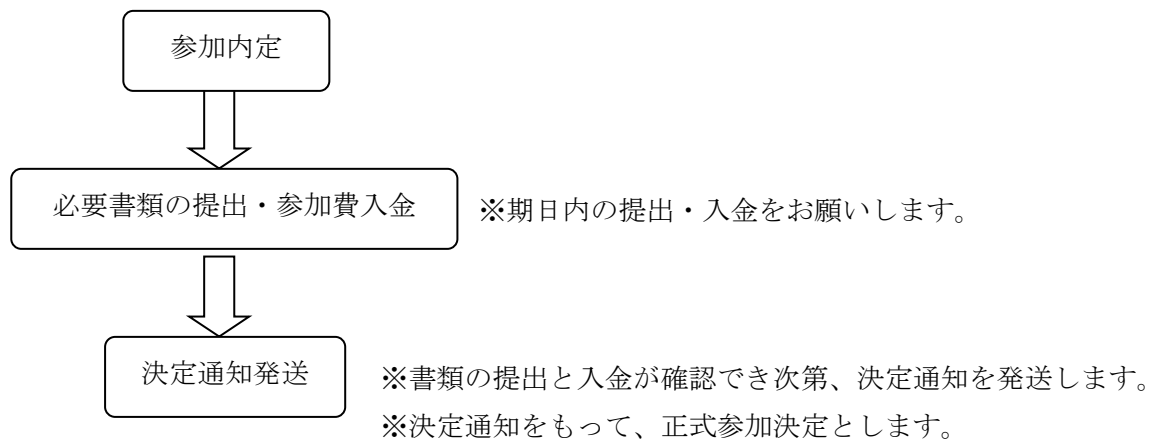 参加内定
必要書類の提出・参加費入金
※期日内の提出・入金をお願いします。
決定通知発送
※書類の提出と入金が確認でき次第、決定通知を発送します。
※決定通知をもって、正式参加決定とします。